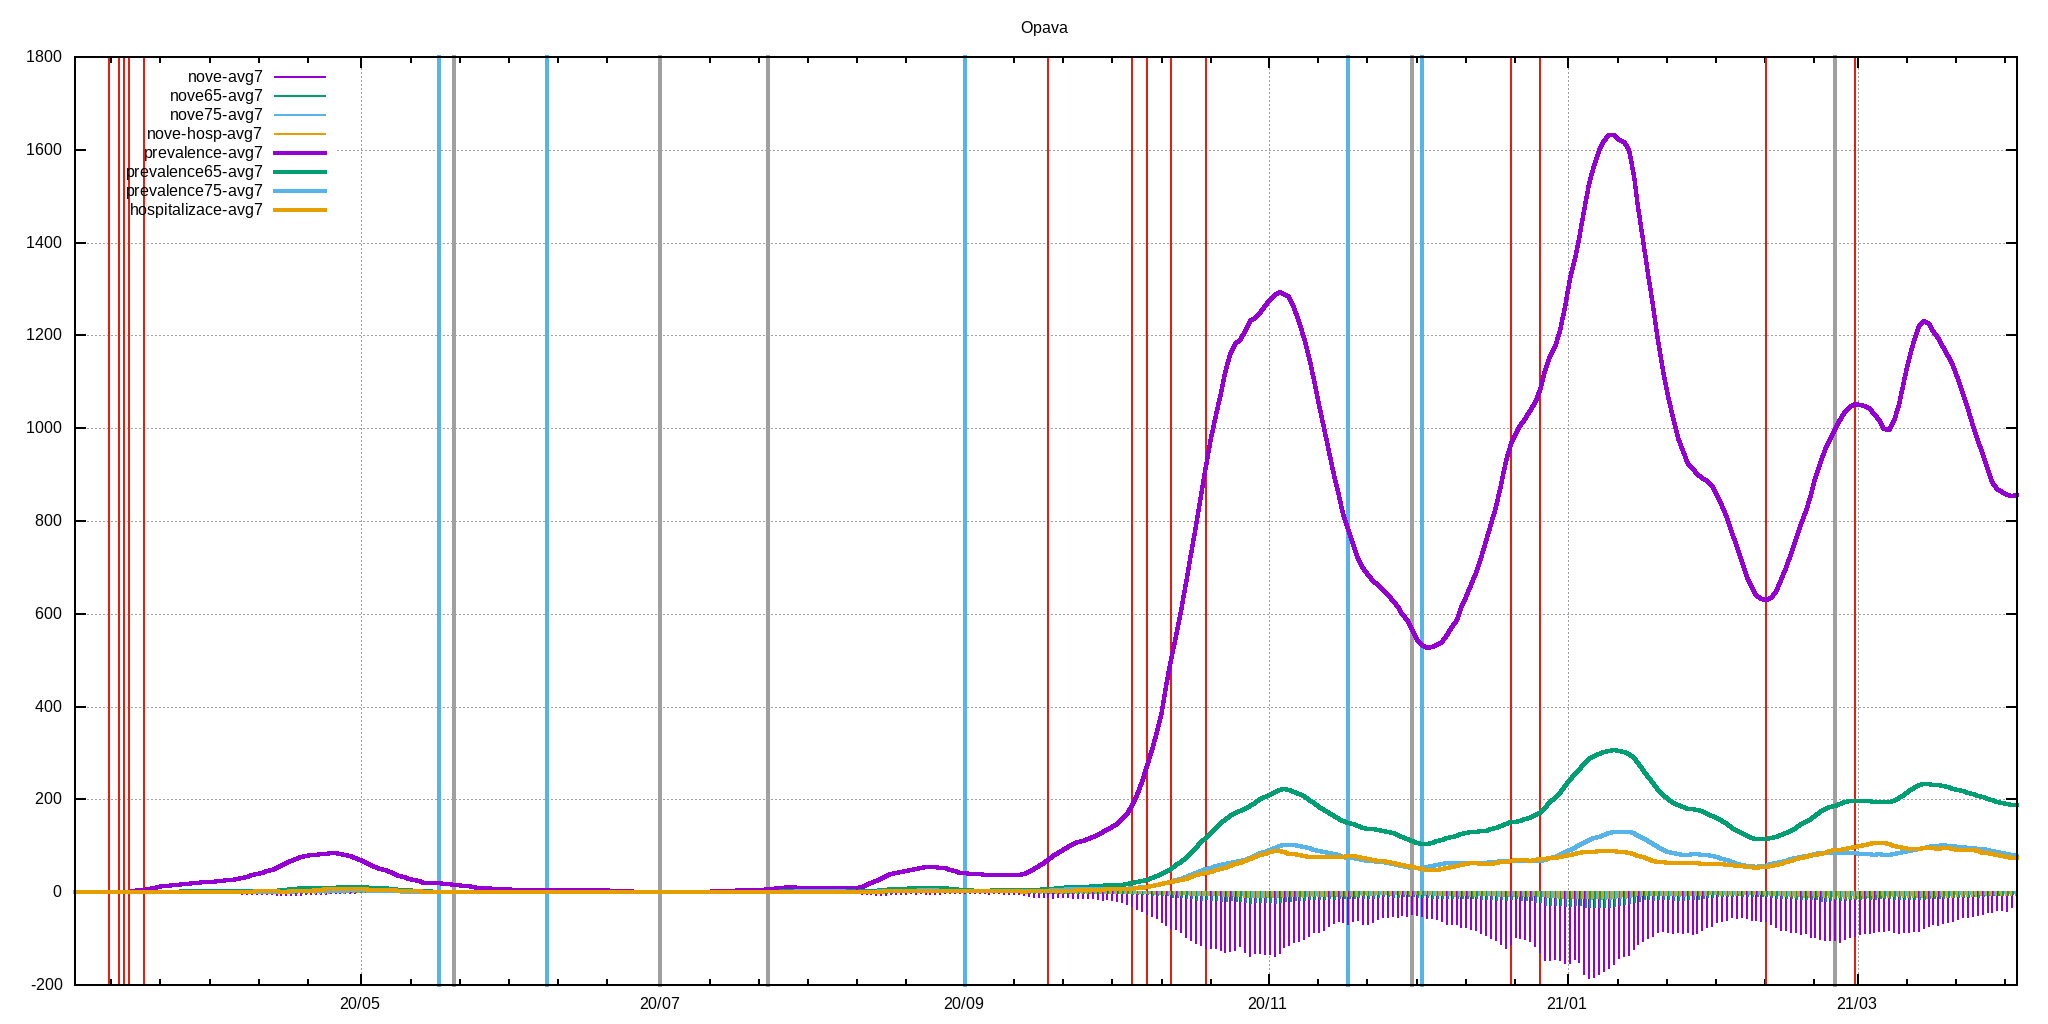 Opava
1800
1600
1400
1200
1000
800
600
400
200
0
-200
nove-avg7
nove65-avg7
nove75-avg7
nove-hosp-avg7
prevalence-avg7
prevalence65-avg7
prevalence75-avg7
hospitalizace-avg7
20/05
20/07
20/09
20/11
21/01
21/03